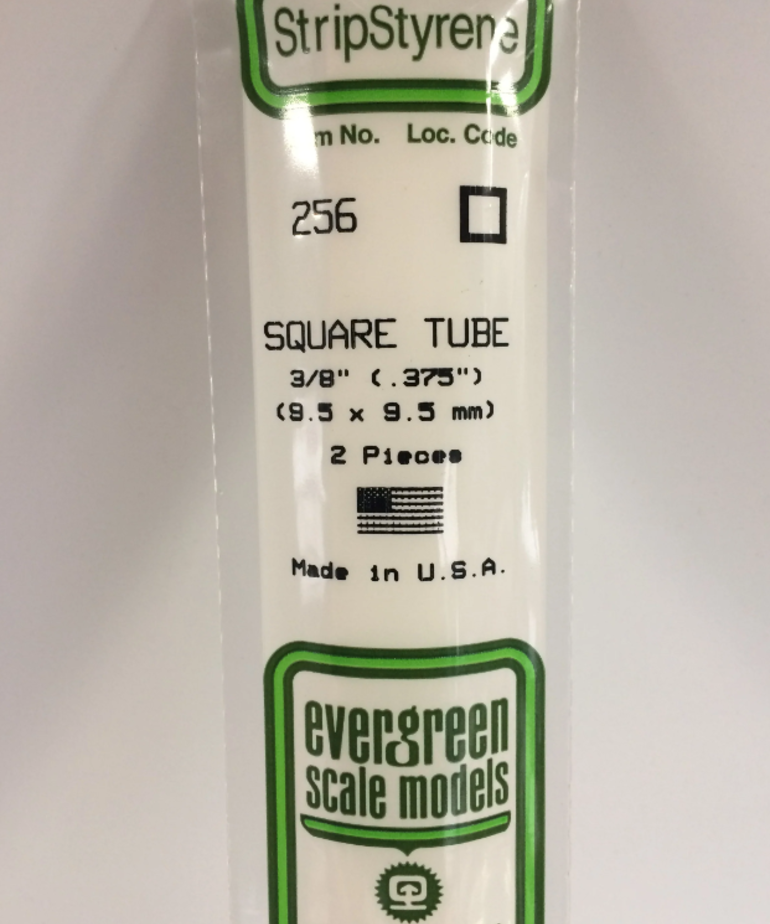 StripStyrene
No. Loc. Code
256
SQUARE TUBE
3/8" (.375")
(9.5 x 9.5 mm)
2 Pieces
Made in U.S.A.
evergreen
scale models